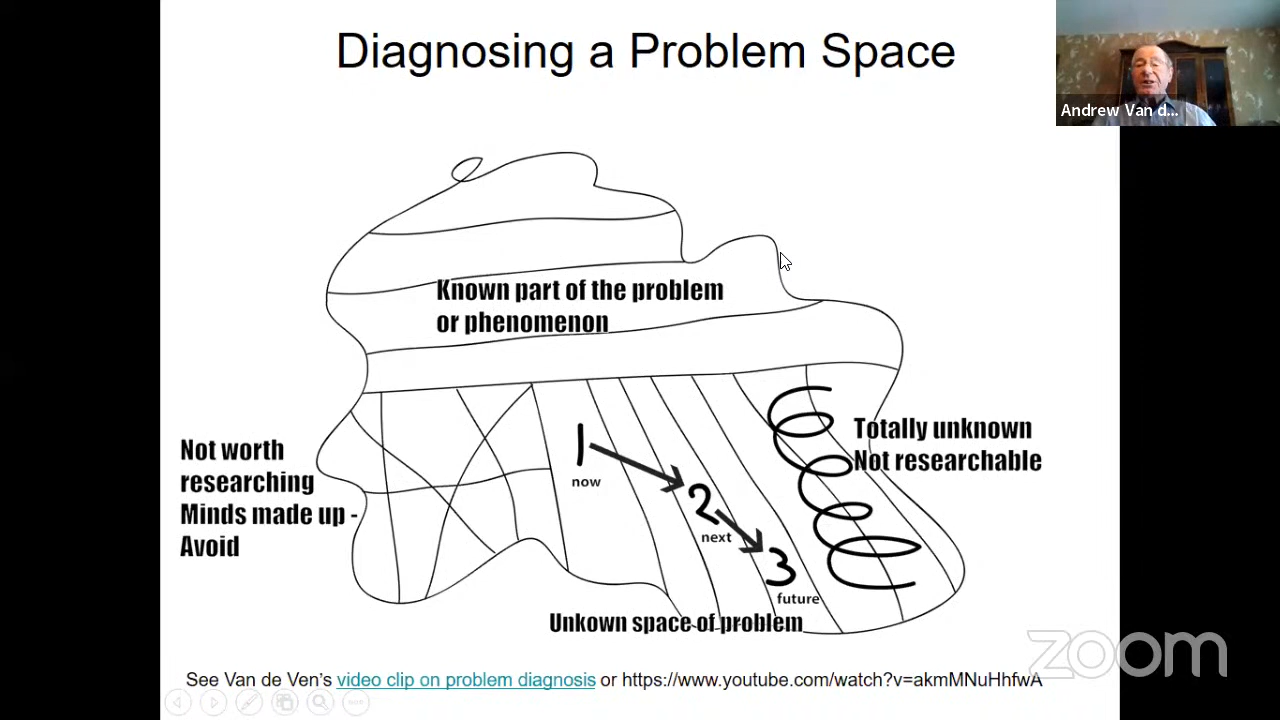 Diagnosing a Problem Space
Andrew Van d...
Known part of the problem
or phenomenon
Not worth
researching
Minds made up -
Avoid
1
now
2
next
3
future
Totally unknown
Not researchable
Unkown space of problem
zoom
See Van de Ven's video clip on problem diagnosis or https://www.youtube.com/watch?v=akmMNuHhfwA